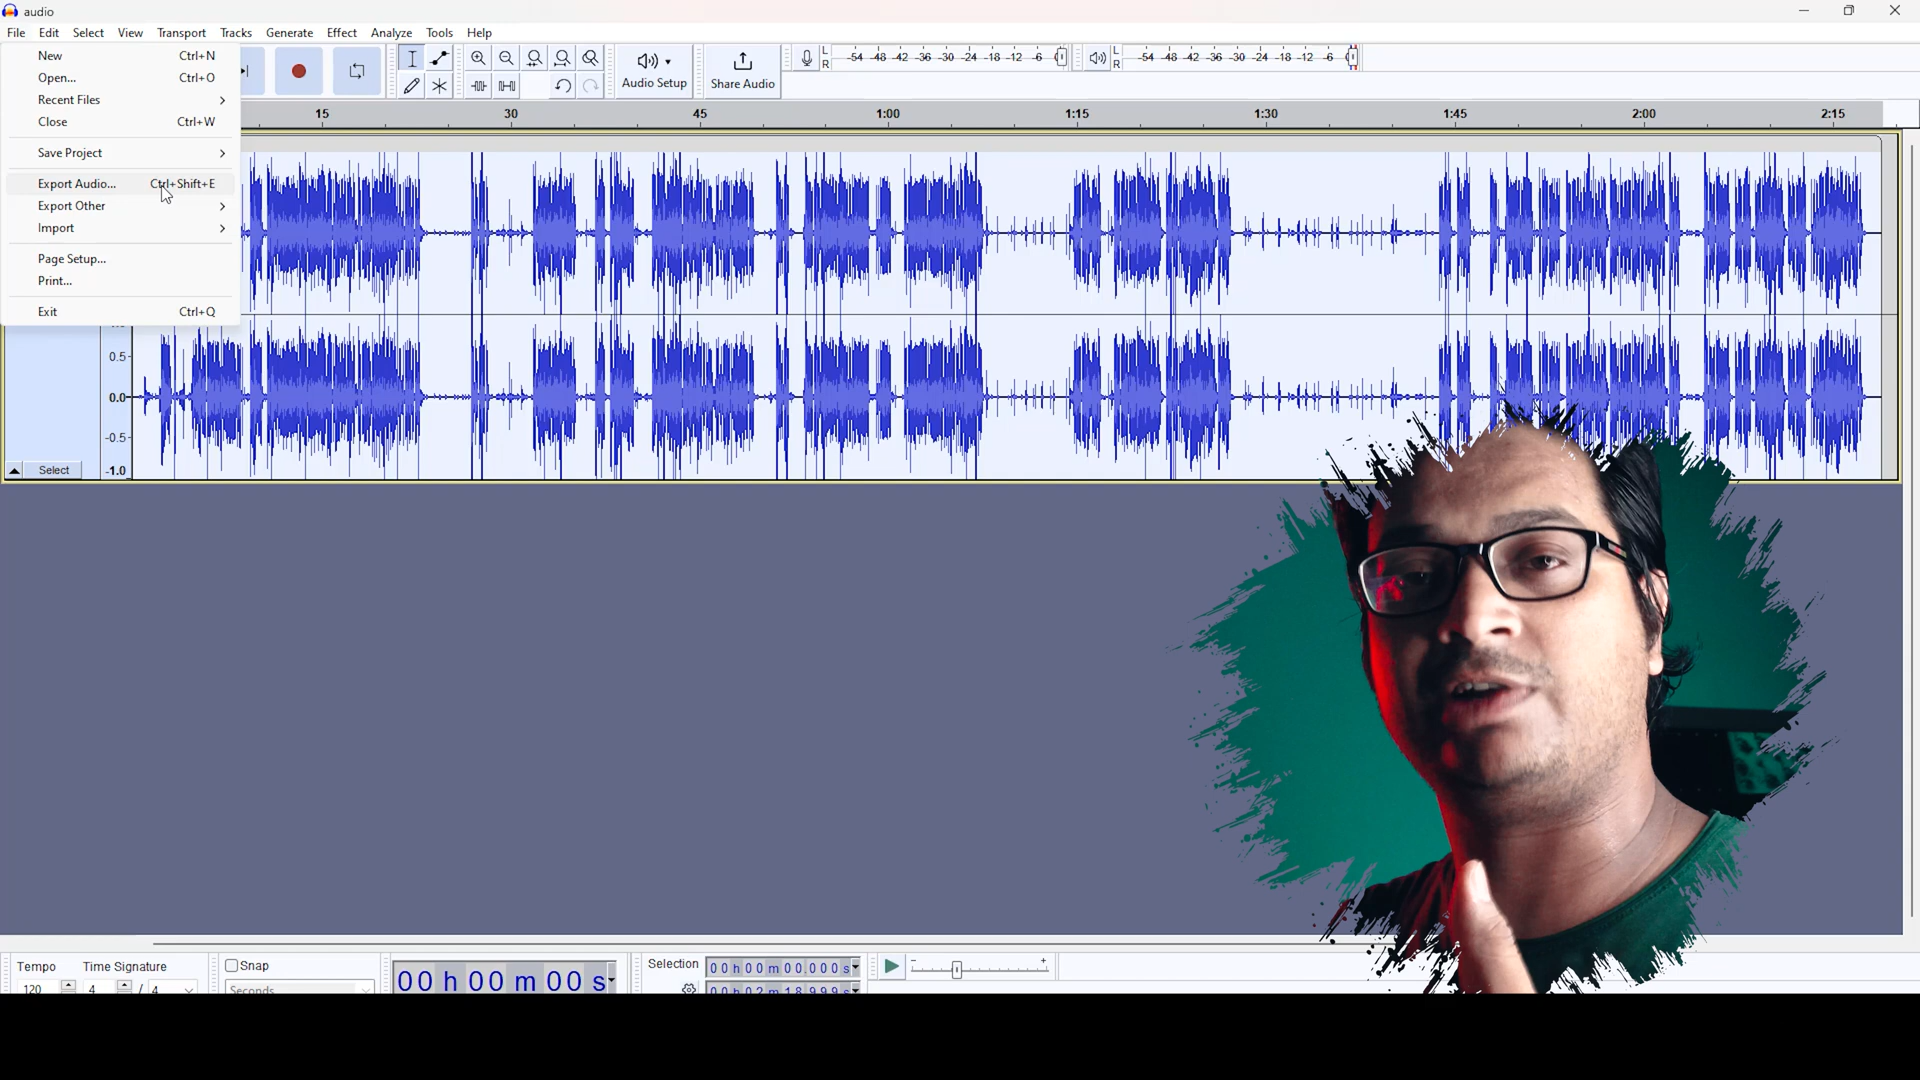 audio
File Edit Select View Transport Tracks Generate Effect Analyze Tools Help
New Ctrl+N
Open... Ctrl+O
Recent Files
Close Ctrl+W
Save Project
Export Audio... Ctrl+Shift+E
Export Other
Import
Page Setup...
Print...
Exit Ctrl+Q
Audio Setup
Share Audio
L
R
-54 -48 -42 -36 -30 -24 -18 -12 -6
L
R
-54 -48 -42 -36 -30 -24 -18 -12 -6
15 30 45 1:00 1:15 1:30 1:45 2:00 2:15
0.5
0.0
-0.5
-1.0
Select
Tempo
120
Time Signature
4 / 4
Snap
Seconds
00 h 00 m 00 s
Selection
00 h 00 m 00.000 s
00 h 02 m 18.999 s